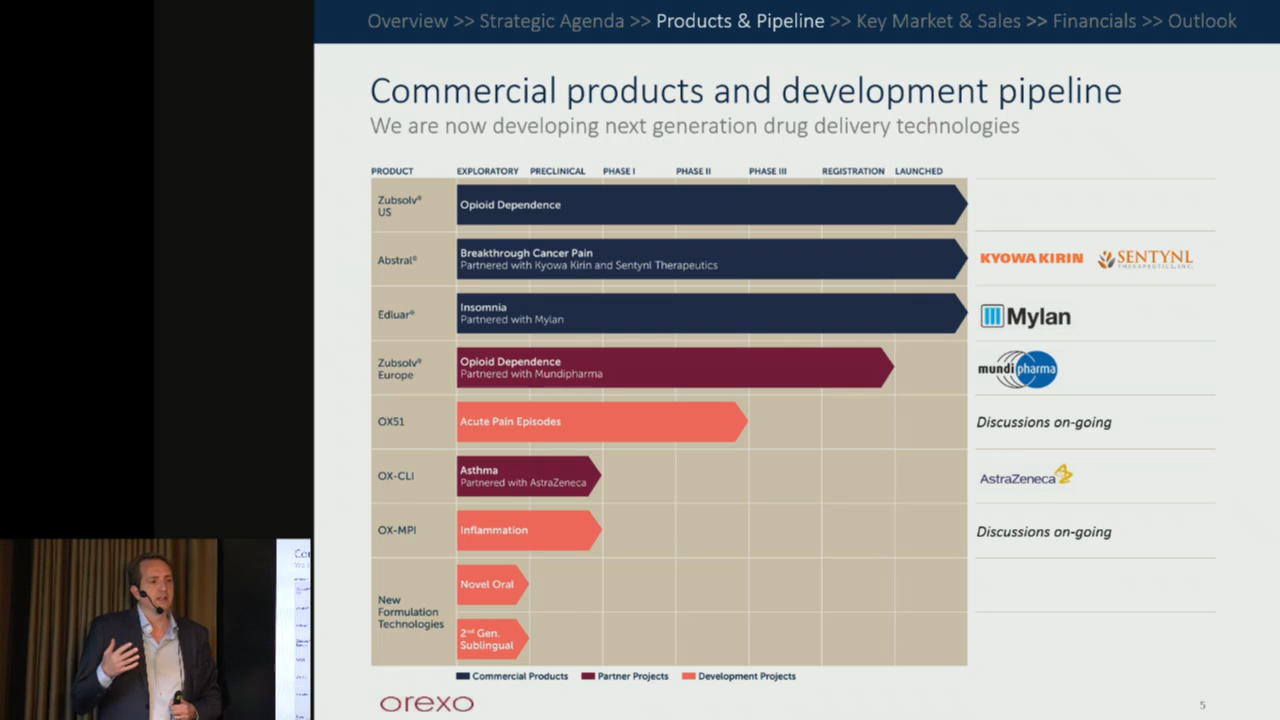 Overview >> Strategic Agenda >> Products & Pipeline >> Key Market & Sales >> Financials >> Outlook
Commercial products and development pipeline
We are now developing next generation drug delivery technologies
PRODUCT EXPLORATORY PRECLINICAL PHASE I PHASE II PHASE III REGISTRATION LAUNCHED
Zubsolv®
US
Opioid Dependence
Abstral®
Breakthrough Cancer Pain
Partnered with Kyowa Kirin and Sentynl Therapeutics
KYOWA KIRIN
SENTYNL
THERAPEUTICS, INC.
Edluar®
Insomnia
Partnered with Mylan
Mylan
Zubsolv®
Europe
Opioid Dependence
Partnered with Mundipharma
mundipharma
OX51
Acute Pain Episodes
Discussions on-going
OX-CLI
Asthma
Partnered with AstraZeneca
AstraZeneca
OX-MPI
Inflammation
Discussions on-going
New
Formulation
Technologies
Novel Oral
2nd Gen.
Sublingual
Commercial Products Partner Projects Development Projects
orexo
5